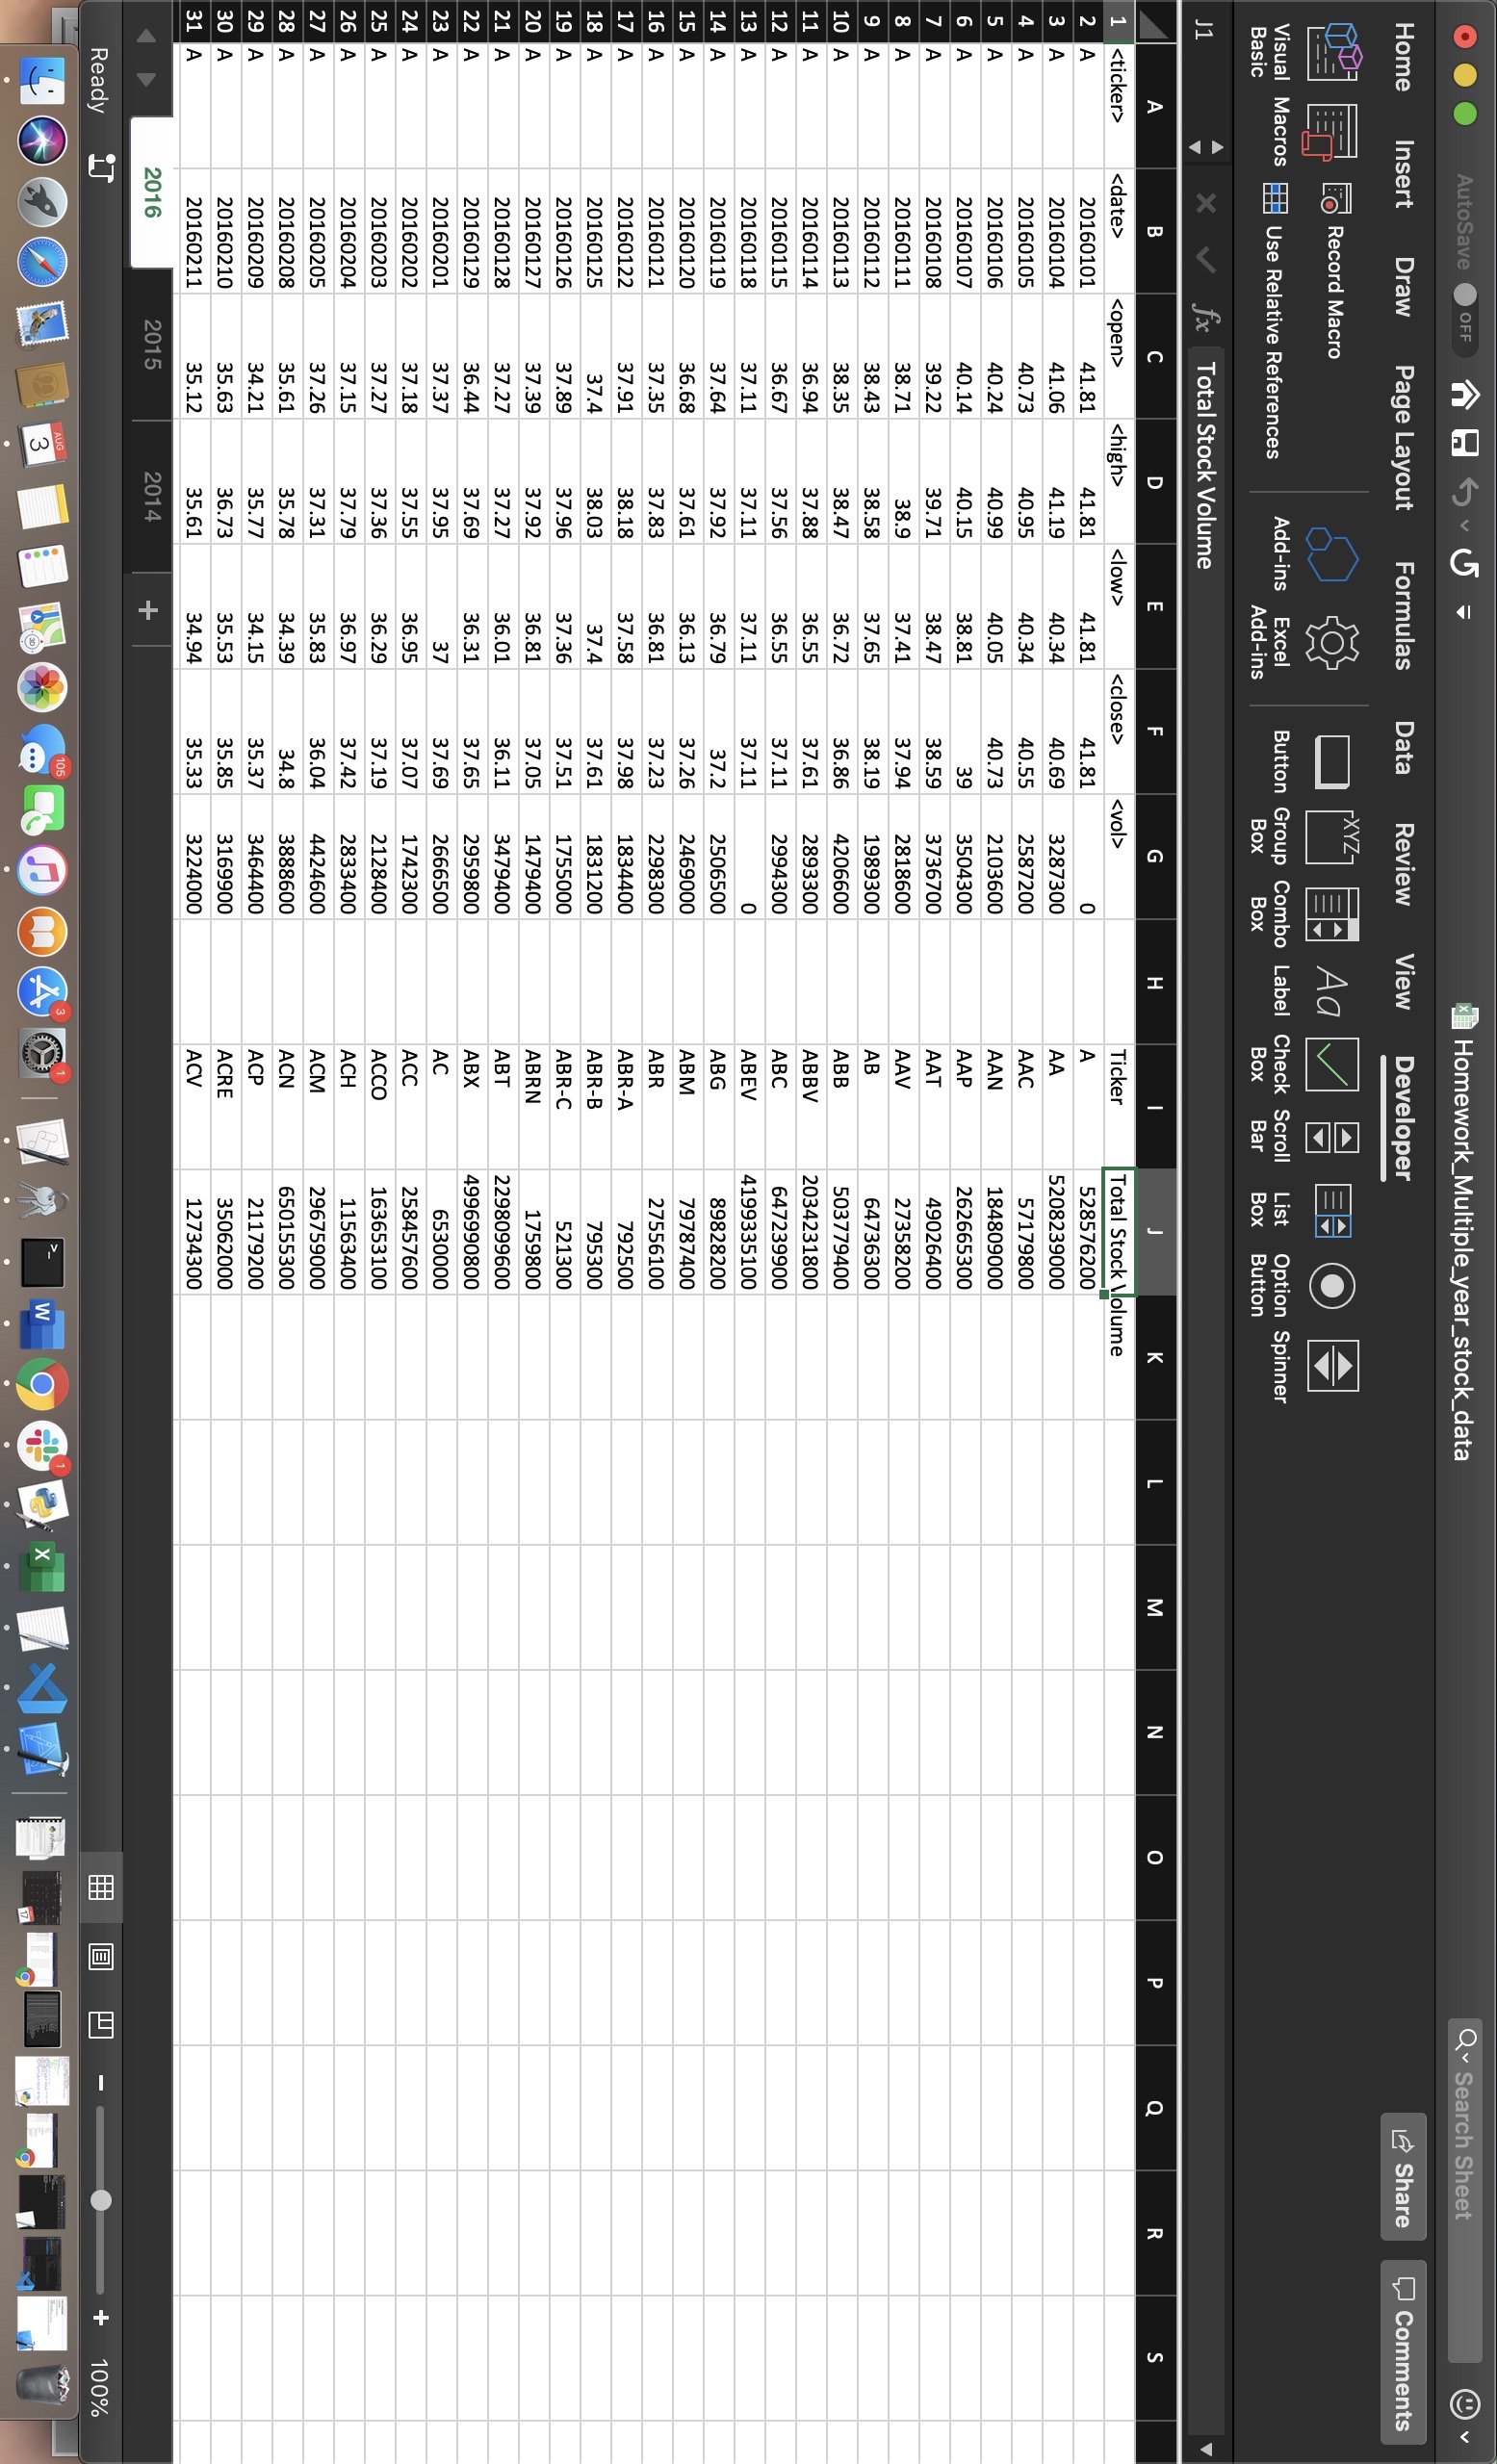 AutoSave OFF Homework_Multiple_year_stock_data Search Sheet
Home Insert Draw Page Layout Formulas Data Review View Developer Share Comments
Visual Basic Macros Record Macro Add-ins Excel Add-ins Button Group Box Combo Box Label Check Box Scroll Bar List Box Option Button Spinner
Use Relative References
XYZ Aa
J1 fx Total Stock Volume
A B C D E F G H I J K L M N O P Q R S
1 <ticker> <date> <open> <high> <low> <close> <vol> Ticker Total Stock Volume
2 A 20160101 41.81 41.81 41.81 41.81 0 A 528576200
3 A 20160104 41.06 41.19 40.34 40.69 3287300 AA 5208239000
4 A 20160105 40.73 40.95 40.34 40.55 2587200 AAC 57179800
5 A 20160106 40.24 40.99 40.05 40.73 2103600 AAN 184809000
6 A 20160107 40.14 40.15 38.81 39 3504300 AAP 262665300
7 A 20160108 39.22 39.71 38.47 38.59 3736700 AAT 49026400
8 A 20160111 38.71 38.9 37.41 37.94 2818600 AAV 27358200
9 A 20160112 38.43 38.58 37.65 38.19 1989300 AB 64736300
10 A 20160113 38.35 38.47 36.72 36.86 4206600 ABB 503779400
11 A 20160114 36.94 37.88 36.55 37.61 2893300 ABBV 2034231800
12 A 20160115 36.67 37.56 36.55 37.11 2994300 ABC 647239900
13 A 20160118 37.11 37.11 37.11 37.11 0 ABEV 4199335100
14 A 20160119 37.64 37.92 36.79 37.2 2506500 ABG 89828200
15 A 20160120 36.68 37.61 36.13 37.26 2469000 ABM 79787400
16 A 20160121 37.35 37.83 36.81 37.23 2298300 ABR 27556100
17 A 20160122 37.91 38.18 37.58 37.98 1834400 ABR-A 792500
18 A 20160125 37.4 38.03 37.4 37.61 1831200 ABR-B 795300
19 A 20160126 37.89 37.96 37.36 37.51 1755000 ABR-C 521300
20 A 20160127 37.39 37.92 36.81 37.05 1479400 ABRN 1759800
21 A 20160128 37.27 37.27 36.01 36.11 3479400 ABT 2298099600
22 A 20160129 36.44 37.69 36.31 37.65 2959800 ABX 4996990800
23 A 20160201 37.37 37.95 37 37.69 2666500 AC 6530000
24 A 20160202 37.18 37.55 36.95 37.07 1742300 ACC 258457600
25 A 20160203 37.27 37.36 36.29 37.19 2128400 ACCO 163653100
26 A 20160204 37.15 37.79 36.97 37.42 2833400 ACH 11563400
27 A 20160205 37.26 37.31 35.83 36.04 4424600 ACM 296759000
28 A 20160208 35.61 35.78 34.39 34.8 3888600 ACN 650155300
29 A 20160209 34.21 35.77 34.15 35.37 3464400 ACP 21179200
30 A 20160210 35.63 36.73 35.53 35.85 3169900 ACRE 35062000
31 A 20160211 35.12 35.61 34.94 35.33 3224000 ACV 12734300
2016 2015 2014 +
Ready 100%
AUG 3 105 3 1 W 1 X 17